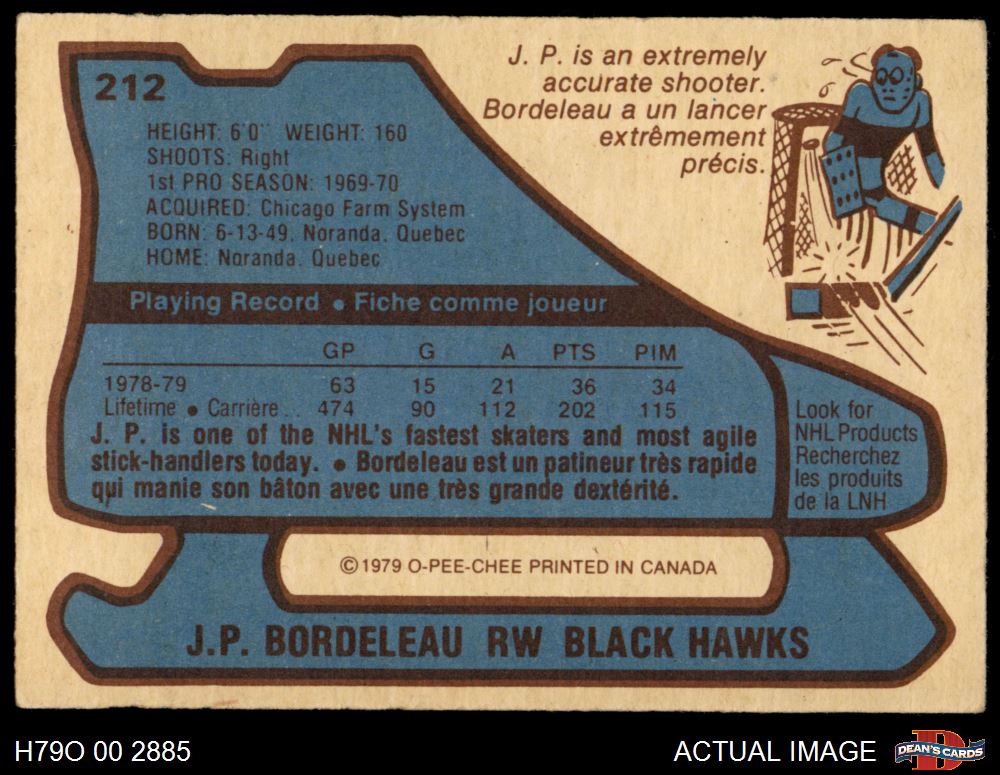 J. P. is an extremely
accurate shooter.
Bordeleau a un lancer
extrêmement
précis.
212
HEIGHT: 6'0" WEIGHT: 160
SHOOTS: Right
1st PRO SEASON: 1969-70
ACQUIRED: Chicago Farm System
BORN: 6-13-49, Noranda, Quebec
HOME: Noranda, Quebec
Playing Record • Fiche comme joueur
GP G A PTS PIM
1978-79 63 15 21 36 34
Lifetime • Carrière .. 474 90 112 202 115
J. P. is one of the NHL's fastest skaters and most agile
stick-handlers today. • Bordeleau est un patineur très rapide
qui manie son bâton avec une très grande dextérité.
Look for
NHL Products
Recherchez
les produits
de la LNH
©1979 O-PEE-CHEE PRINTED IN CANADA
J.P. BORDELEAU RW BLACK HAWKS
H79O 00 2885
ACTUAL IMAGE
D
DEAN'S CARDS